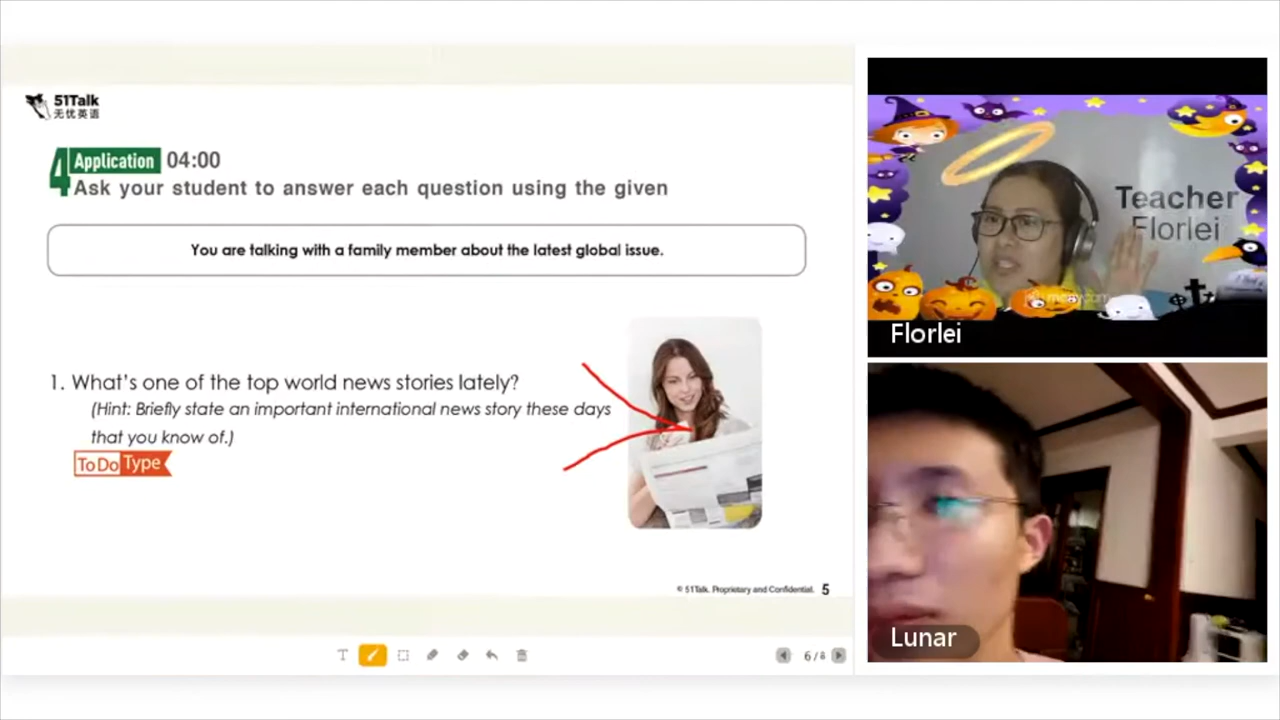 51Talk
无忧英语
4 Application 04:00
Ask your student to answer each question using the given
You are talking with a family member about the latest global issue.
1. What's one of the top world news stories lately?
(Hint: Briefly state an important international news story these days
that you know of.)
To Do Type
© 51Talk. Proprietary and Confidential. 5
T
6/8
Teacher
Florlei
Florlei
Lunar